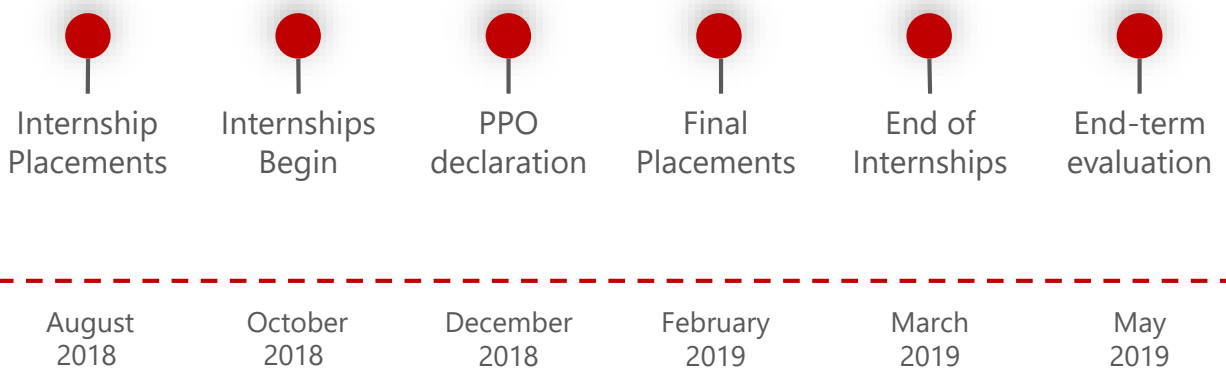 Internship
Placements
Internships
Begin
PPO
declaration
Final
Placements
End of
Internships
End-term
evaluation
August
2018
October
2018
December
2018
February
2019
March
2019
May
2019